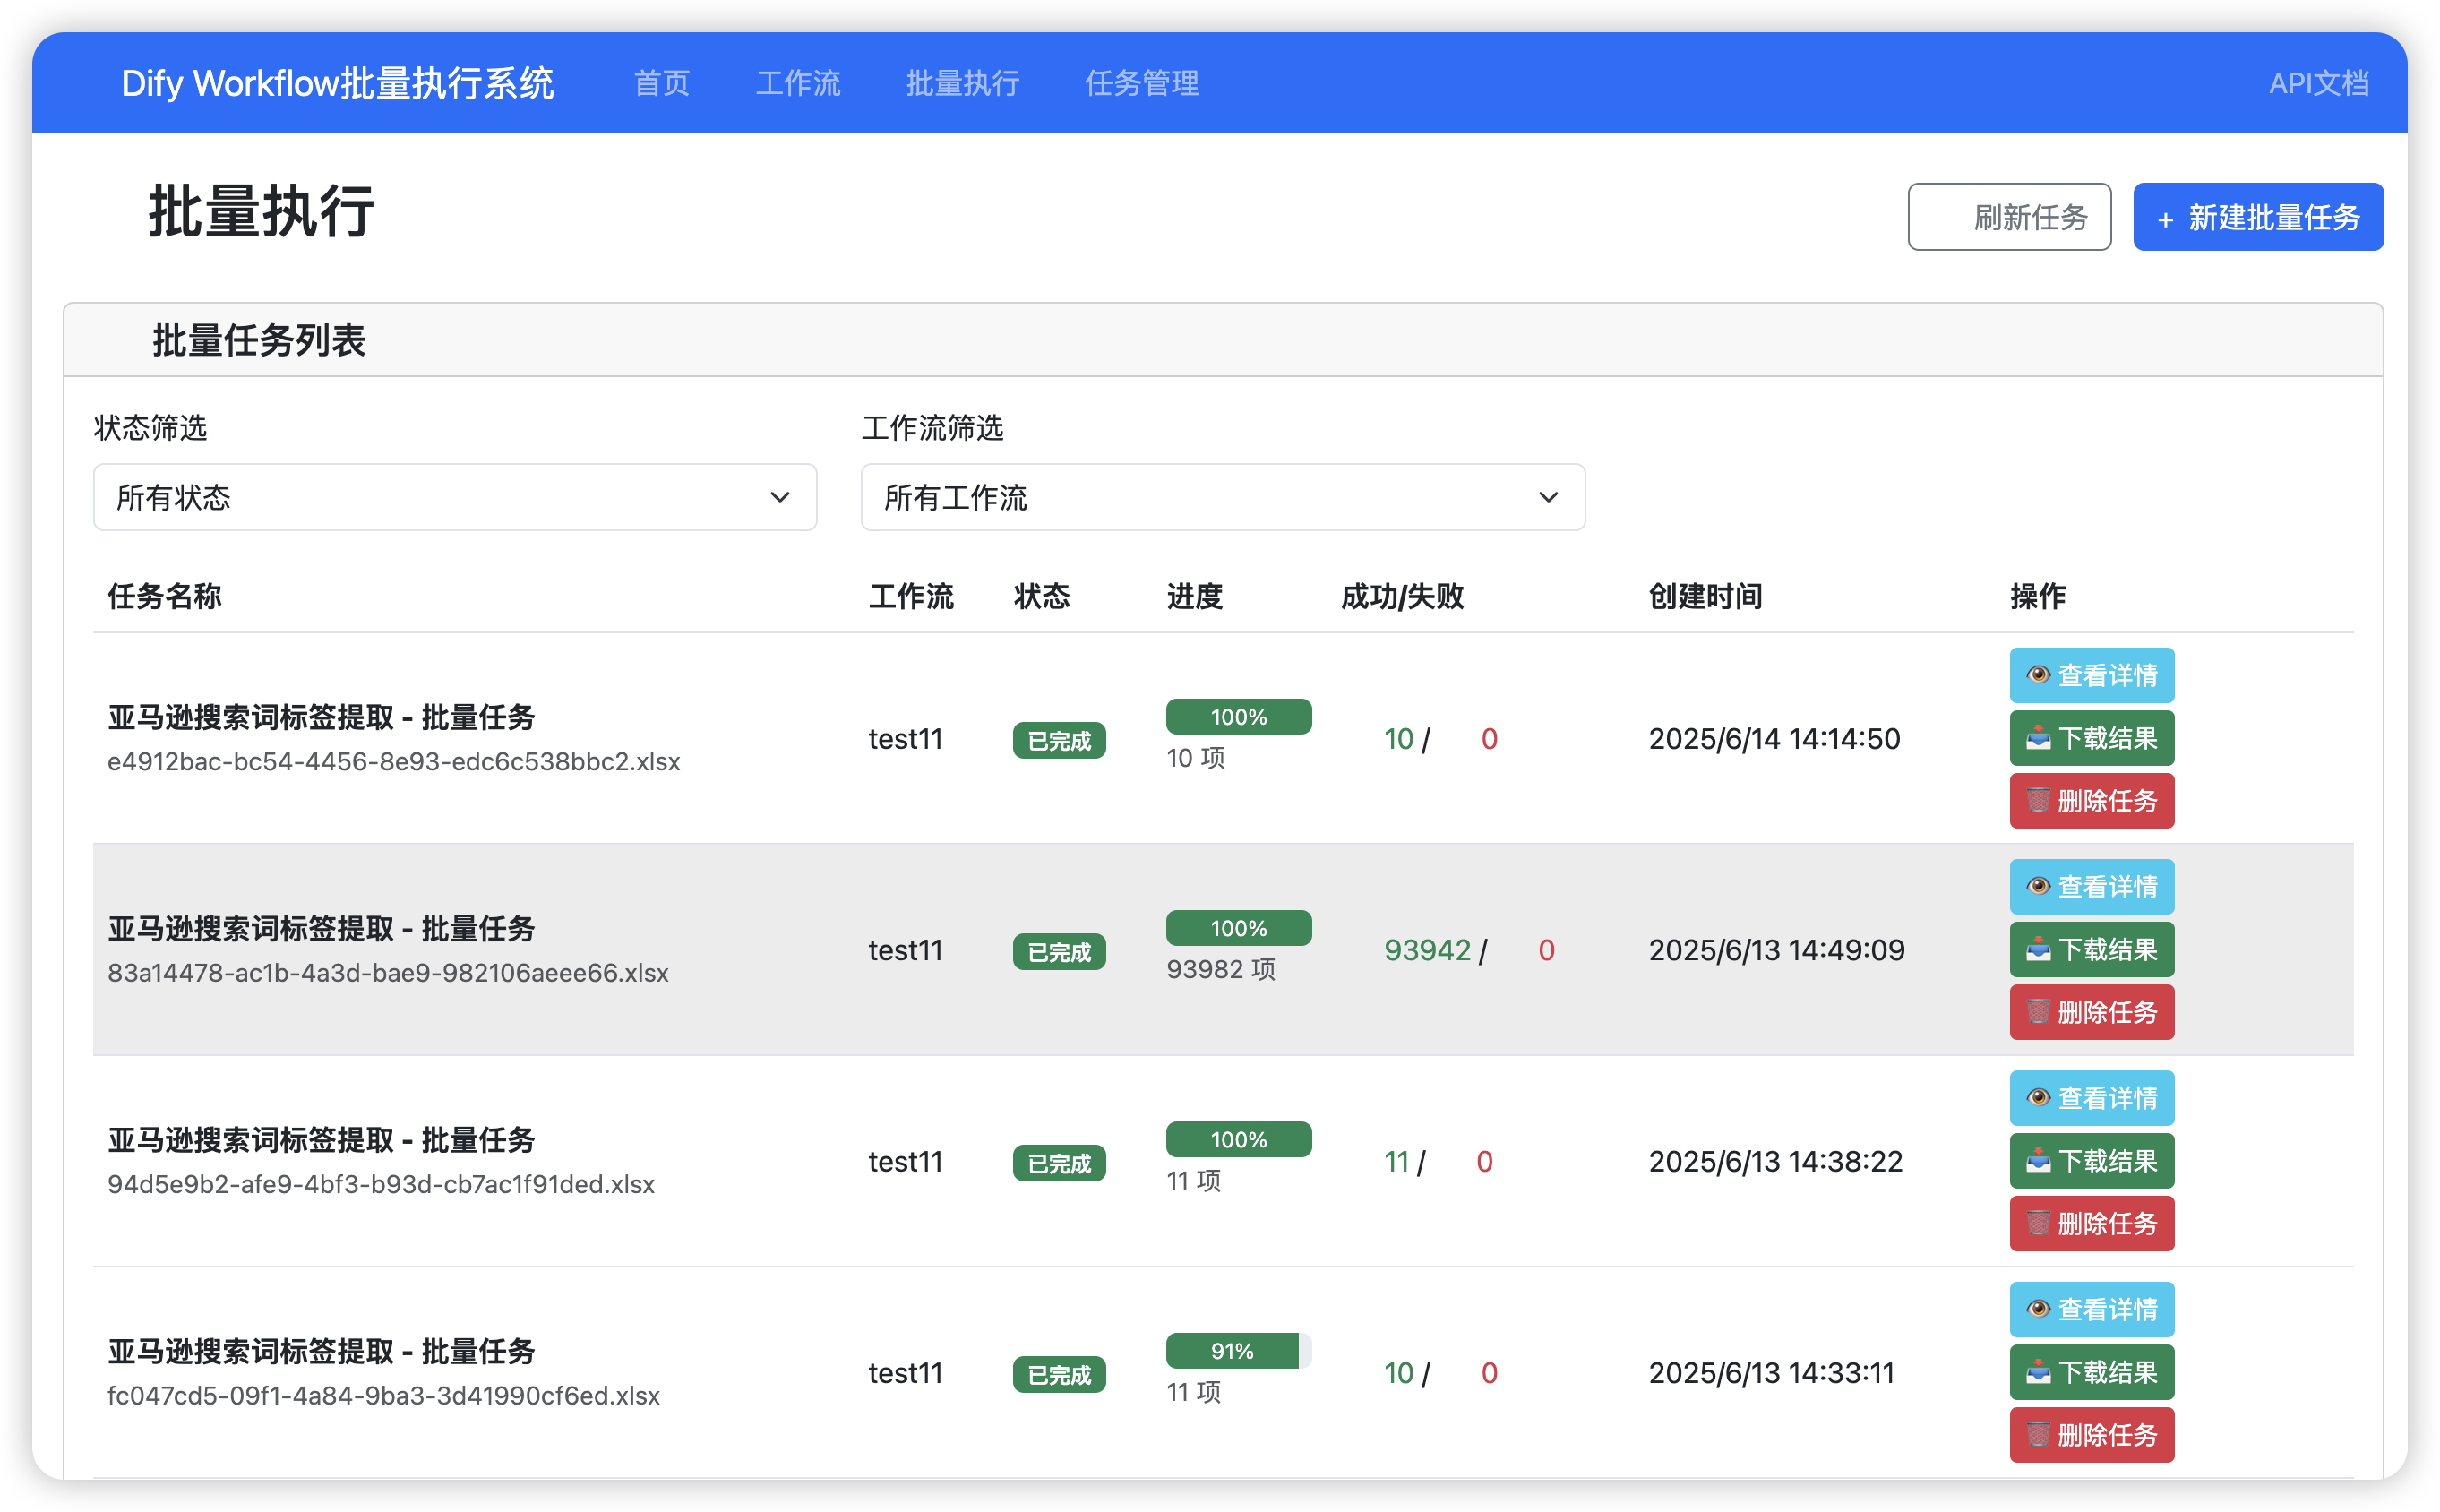 Dify Workflow批量执行系统 首页 工作流 批量执行 任务管理 API文档
批量执行 刷新任务 + 新建批量任务
批量任务列表
状态筛选 工作流筛选
所有状态 所有工作流
任务名称 工作流 状态 进度 成功/失败 创建时间 操作
亚马逊搜索词标签提取 - 批量任务
e4912bac-bc54-4456-8e93-edc6c538bbc2.xlsx
test11
已完成
100%
10 项
10 / 0
2025/6/14 14:14:50
查看详情
下载结果
删除任务
亚马逊搜索词标签提取 - 批量任务
83a14478-ac1b-4a3d-bae9-982106aeee66.xlsx
test11
已完成
100%
93982 项
93942 / 0
2025/6/13 14:49:09
查看详情
下载结果
删除任务
亚马逊搜索词标签提取 - 批量任务
94d5e9b2-afe9-4bf3-b93d-cb7ac1f91ded.xlsx
test11
已完成
100%
11 项
11 / 0
2025/6/13 14:38:22
查看详情
下载结果
删除任务
亚马逊搜索词标签提取 - 批量任务
fc047cd5-09f1-4a84-9ba3-3d41990cf6ed.xlsx
test11
已完成
91%
11 项
10 / 0
2025/6/13 14:33:11
查看详情
下载结果
删除任务